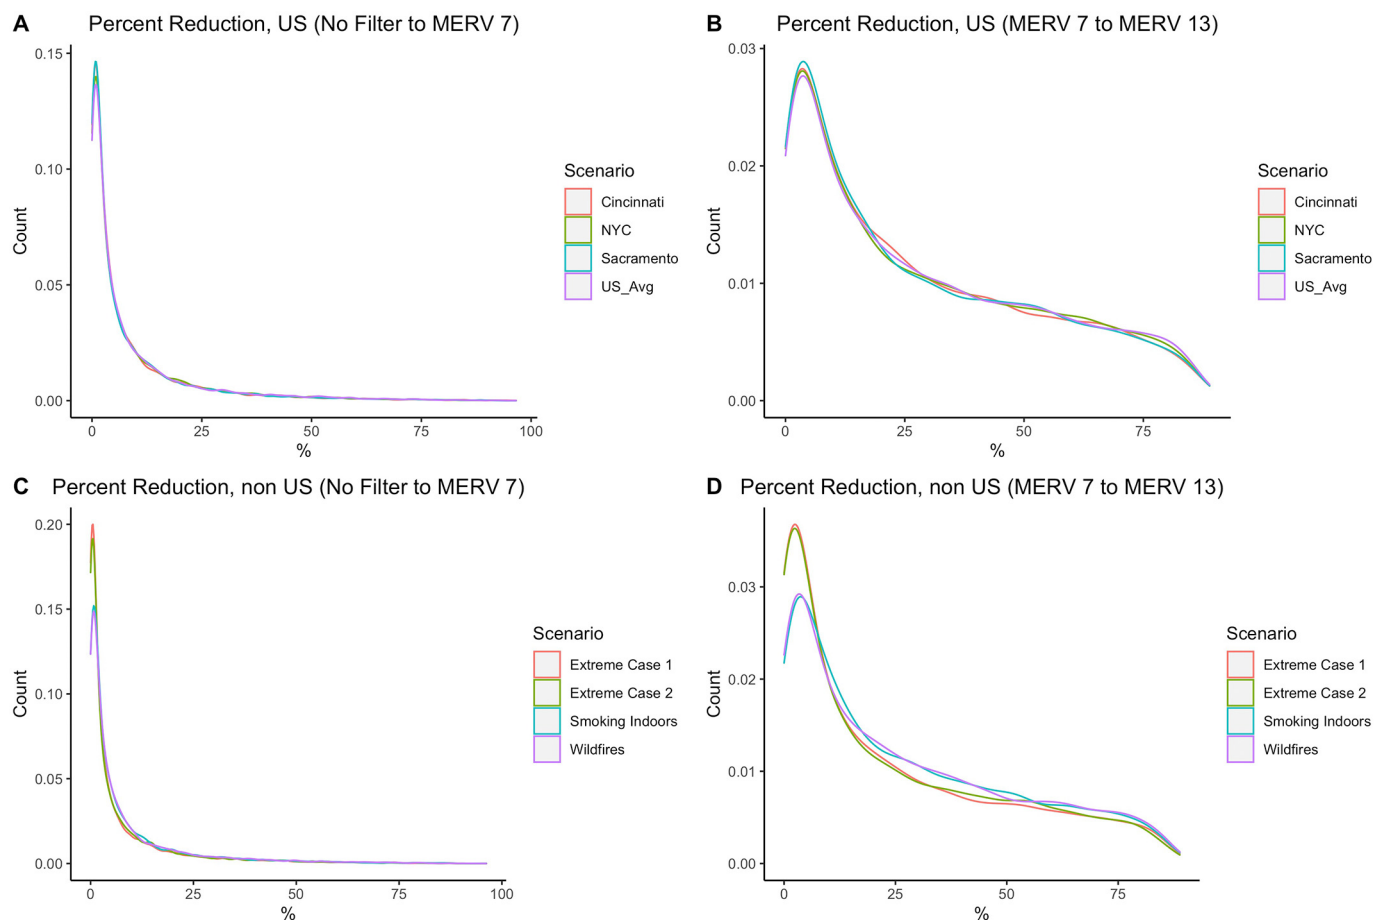 A Percent Reduction, US (No Filter to MERV 7)
0.15
0.10
0.05
0.00
Count
0 25 50 75 100
%
Scenario
Cincinnati
NYC
Sacramento
US_Avg
B Percent Reduction, US (MERV 7 to MERV 13)
0.03
0.02
0.01
0.00
Count
0 25 50 75
%
Scenario
Cincinnati
NYC
Sacramento
US_Avg
C Percent Reduction, non US (No Filter to MERV 7)
0.20
0.15
0.10
0.05
0.00
Count
0 25 50 75 100
%
Scenario
Extreme Case 1
Extreme Case 2
Smoking Indoors
Wildfires
D Percent Reduction, non US (MERV 7 to MERV 13)
0.03
0.02
0.01
0.00
Count
0 25 50 75
%
Scenario
Extreme Case 1
Extreme Case 2
Smoking Indoors
Wildfires